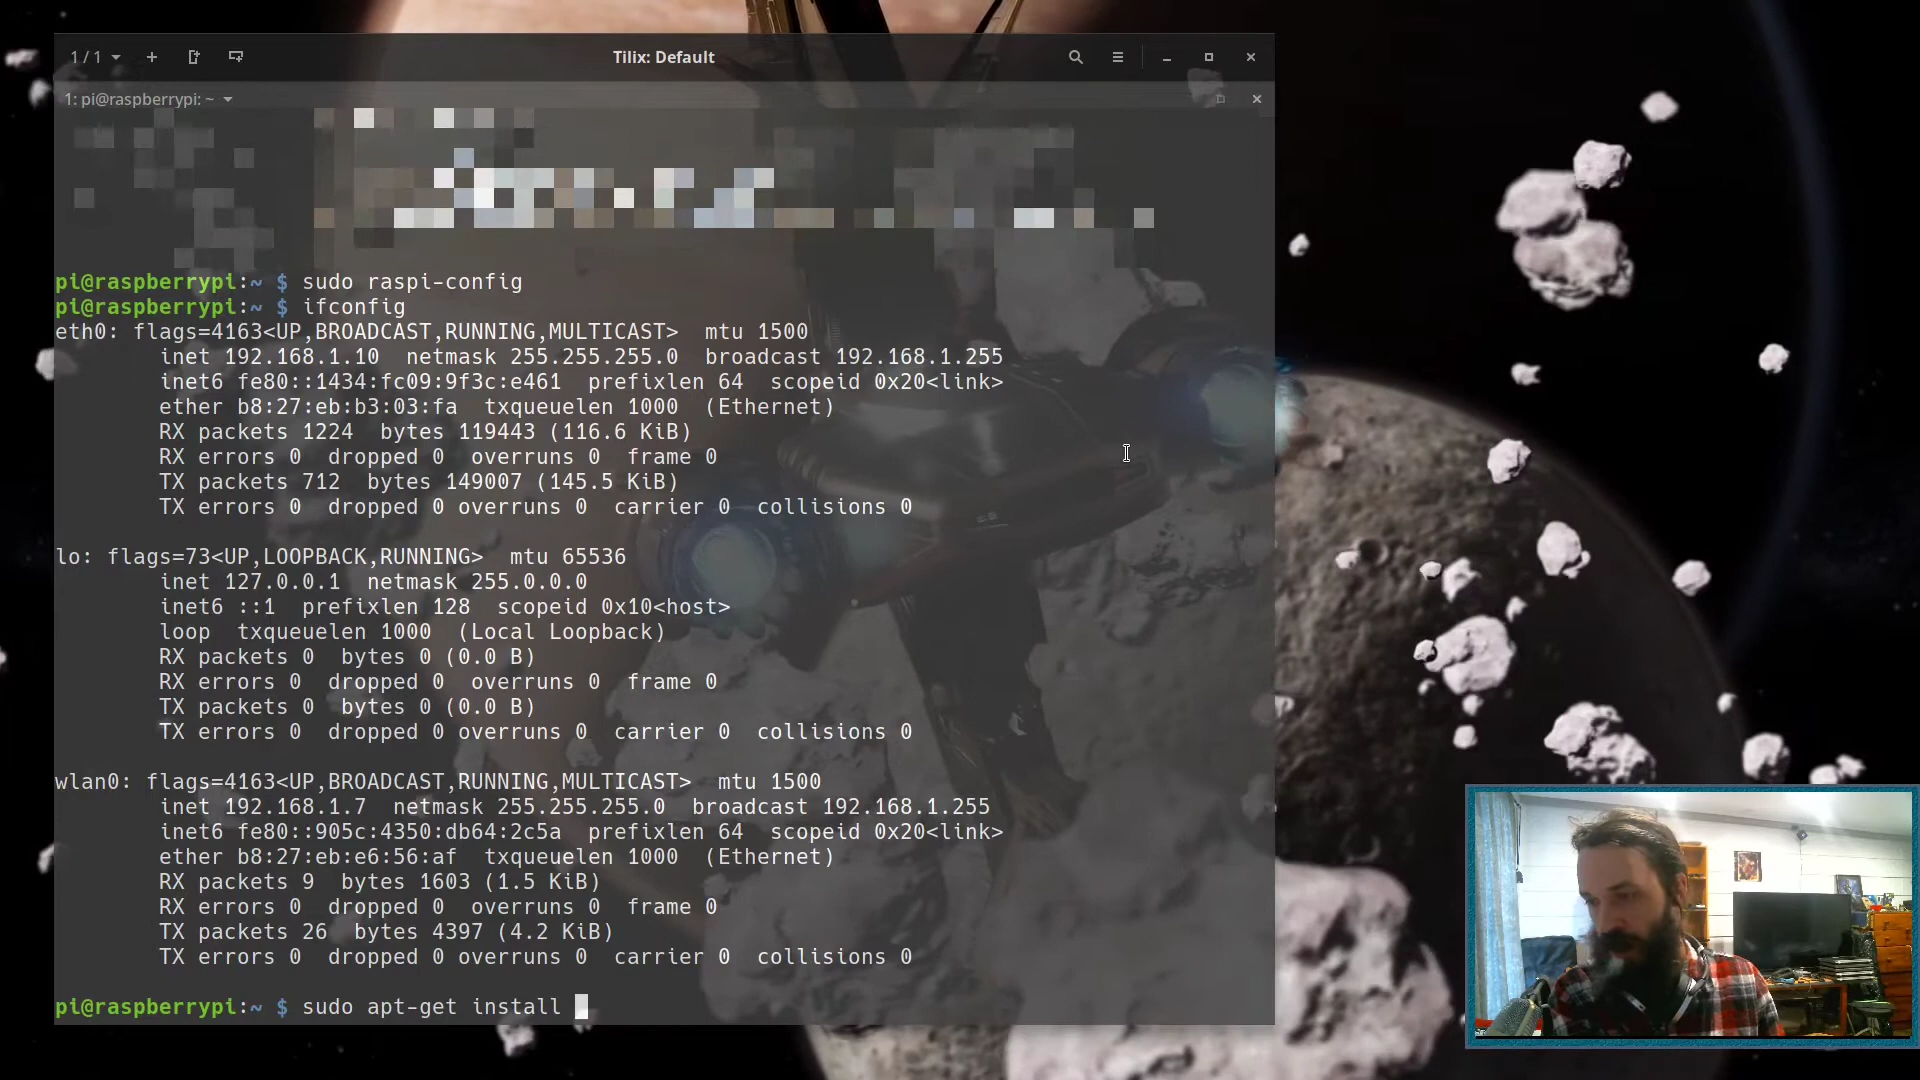 1 / 1
Tilix: Default
1: pi@raspberrypi: ~
pi@raspberrypi:~ $ sudo raspi-config
pi@raspberrypi:~ $ ifconfig
eth0: flags=4163<UP,BROADCAST,RUNNING,MULTICAST>  mtu 1500
        inet 192.168.1.10  netmask 255.255.255.0  broadcast 192.168.1.255
        inet6 fe80::1434:fc09:9f3c:e461  prefixlen 64  scopeid 0x20<link>
        ether b8:27:eb:b3:03:fa  txqueuelen 1000  (Ethernet)
        RX packets 1224  bytes 119443 (116.6 KiB)
        RX errors 0  dropped 0  overruns 0  frame 0
        TX packets 712  bytes 149007 (145.5 KiB)
        TX errors 0  dropped 0 overruns 0  carrier 0  collisions 0
lo: flags=73<UP,LOOPBACK,RUNNING>  mtu 65536
        inet 127.0.0.1  netmask 255.0.0.0
        inet6 ::1  prefixlen 128  scopeid 0x10<host>
        loop  txqueuelen 1000  (Local Loopback)
        RX packets 0  bytes 0 (0.0 B)
        RX errors 0  dropped 0  overruns 0  frame 0
        TX packets 0  bytes 0 (0.0 B)
        TX errors 0  dropped 0 overruns 0  carrier 0  collisions 0
wlan0: flags=4163<UP,BROADCAST,RUNNING,MULTICAST>  mtu 1500
        inet 192.168.1.7  netmask 255.255.255.0  broadcast 192.168.1.255
        inet6 fe80::905c:4350:db64:2c5a  prefixlen 64  scopeid 0x20<link>
        ether b8:27:eb:e6:56:af  txqueuelen 1000  (Ethernet)
        RX packets 9  bytes 1603 (1.5 KiB)
        RX errors 0  dropped 0  overruns 0  frame 0
        TX packets 26  bytes 4397 (4.2 KiB)
        TX errors 0  dropped 0 overruns 0  carrier 0  collisions 0
pi@raspberrypi:~ $ sudo apt-get install